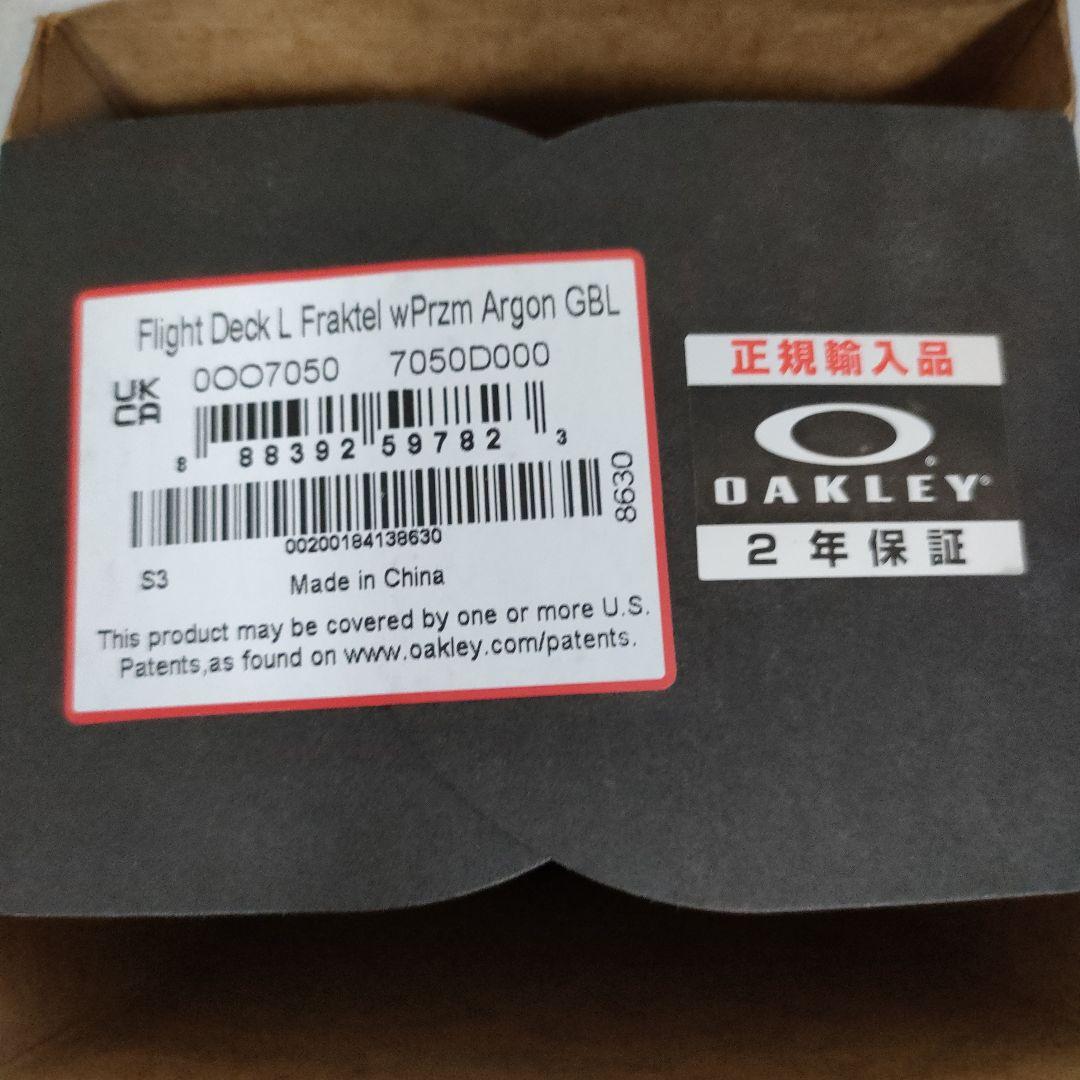 Flight Deck L Fraktel wPrzm Argon GBL
0OO7050 7050D000
UK
CA
8 88392 59782 3
8630
00200184138630
S3 Made in China
This product may be covered by one or more U.S.
Patents,as found on www.oakley.com/patents.
正規輸入品
OAKLEY®
2年保証